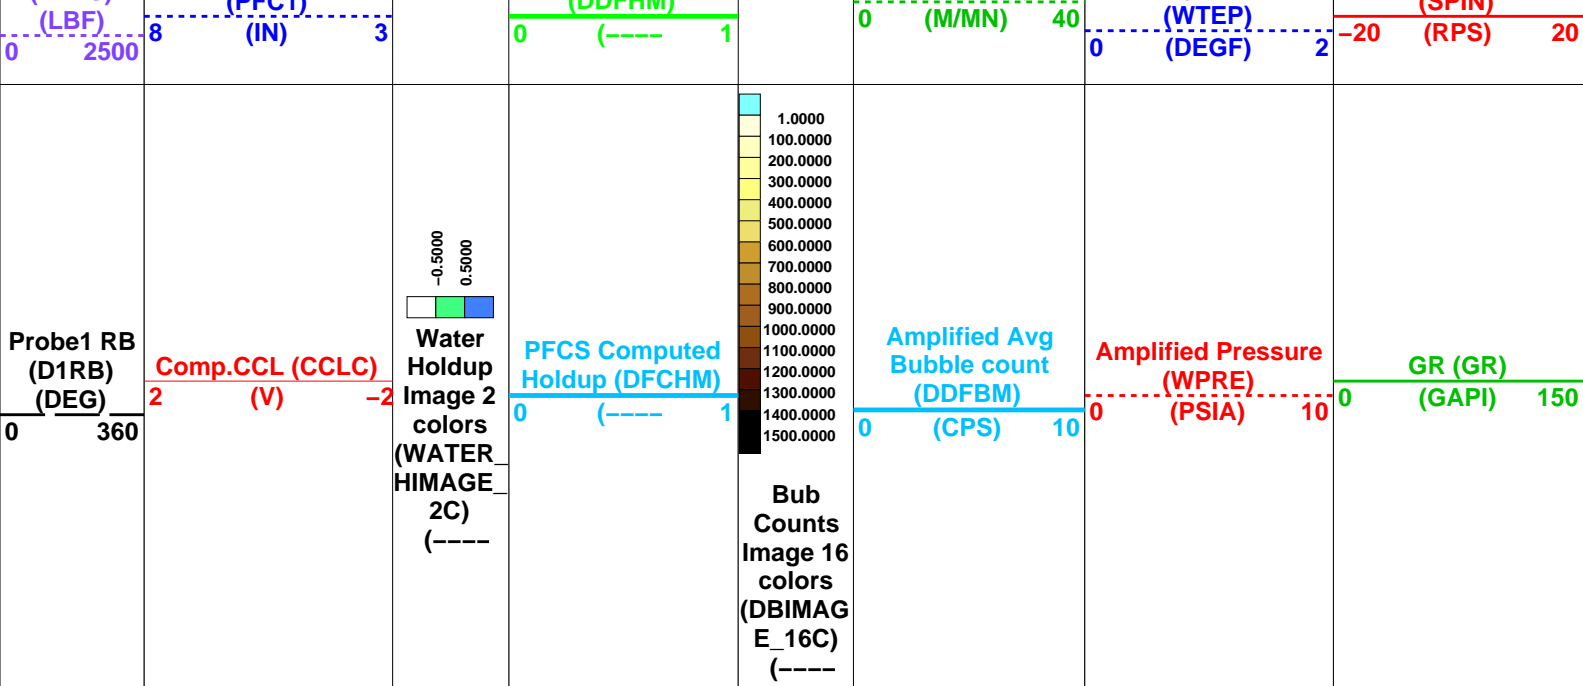 (LBF)
0 2500
(PFC1)
(IN)
8 3
(DDFHM)
0 (---- 1
0 (M/MN) 40
(WTEP)
0 (DEGF) 2
(SPIN)
−20 (RPS) 20
Probe1 RB
(D1RB)
(DEG)
0 360
Comp.CCL (CCLC)
2 (V) −2
−0.5000
0.5000
Water
Holdup
Image 2
colors
(WATER_
HIMAGE_
2C)
(----
PFCS Computed
Holdup (DFCHM)
0 (---- 1
1.0000
100.0000
200.0000
300.0000
400.0000
500.0000
600.0000
700.0000
800.0000
900.0000
1000.0000
1100.0000
1200.0000
1300.0000
1400.0000
1500.0000
Bub
Counts
Image 16
colors
(DBIMAG
E_16C)
(----
Amplified Avg
Bubble count
(DDFBM)
0 (CPS) 10
Amplified Pressure
(WPRE)
0 (PSIA) 10
GR (GR)
0 (GAPI) 150